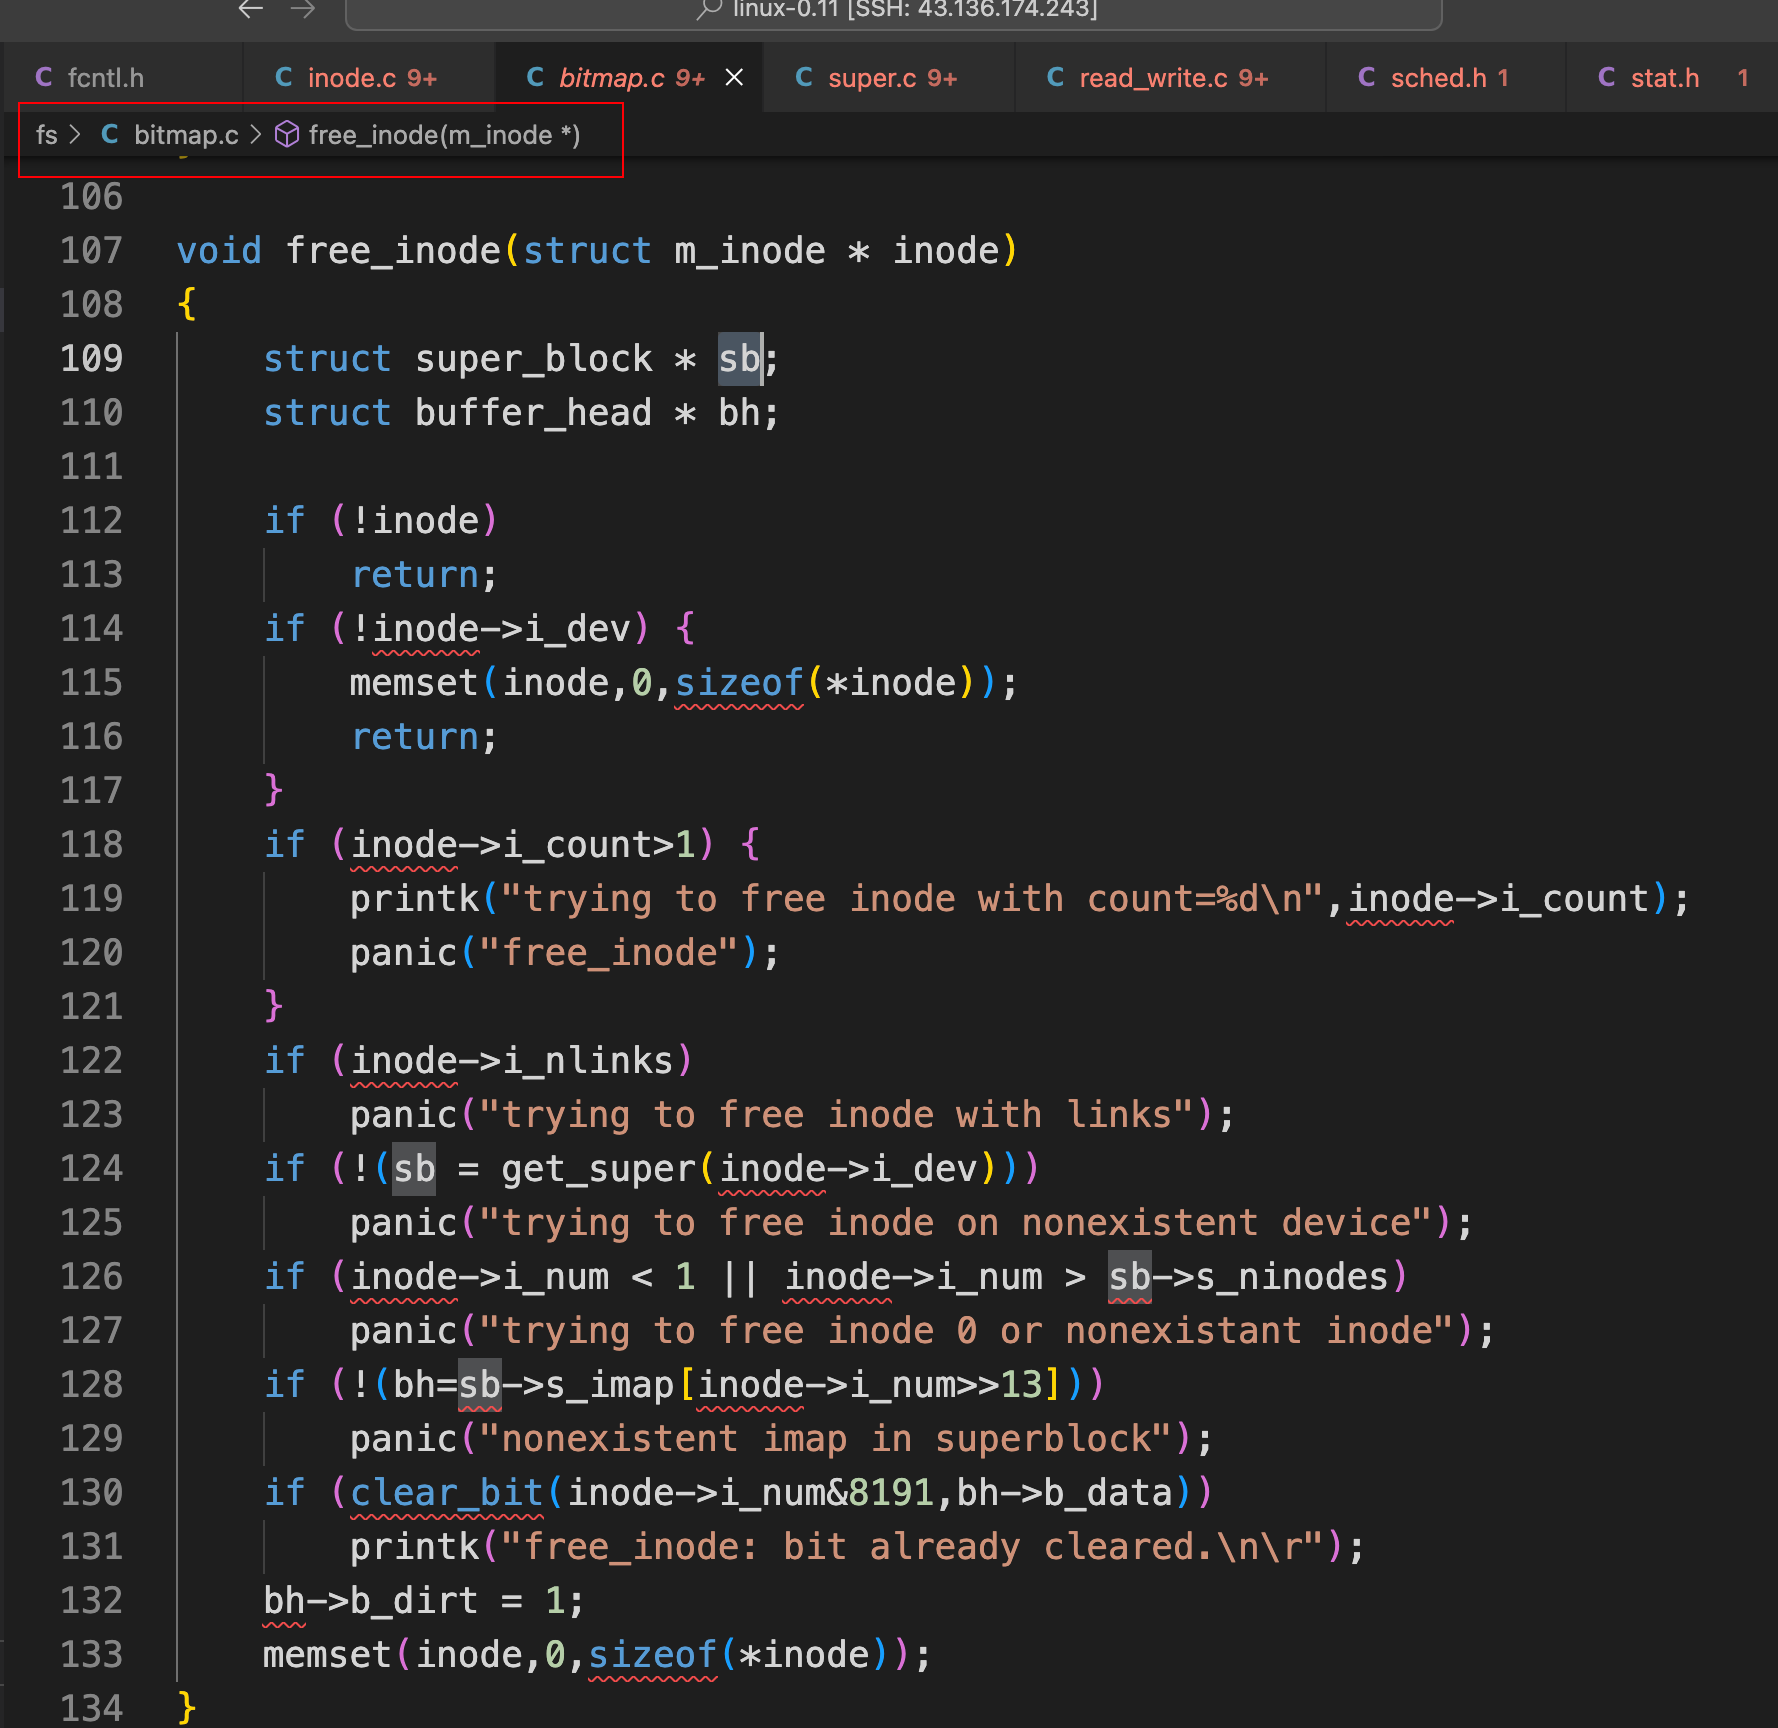 linux-0.11 [SSH: 43.136.174.243]
C fcntl.h C inode.c 9+ C bitmap.c 9+ C super.c 9+ C read_write.c 9+ C sched.h 1 C stat.h 1
fs > C bitmap.c > free_inode(m_inode *)
106
107 void free_inode(struct m_inode * inode)
108 {
109 struct super_block * sb;
110 struct buffer_head * bh;
111
112 if (!inode)
113 return;
114 if (!inode->i_dev) {
115 memset(inode,0,sizeof(*inode));
116 return;
117 }
118 if (inode->i_count>1) {
119 printk("trying to free inode with count=%d\n",inode->i_count);
120 panic("free_inode");
121 }
122 if (inode->i_nlinks)
123 panic("trying to free inode with links");
124 if (!(sb = get_super(inode->i_dev)))
125 panic("trying to free inode on nonexistent device");
126 if (inode->i_num < 1 || inode->i_num > sb->s_ninodes)
127 panic("trying to free inode 0 or nonexistant inode");
128 if (!(bh=sb->s_imap[inode->i_num>>13]))
129 panic("nonexistent imap in superblock");
130 if (clear_bit(inode->i_num&8191,bh->b_data))
131 printk("free_inode: bit already cleared.\n\r");
132 bh->b_dirt = 1;
133 memset(inode,0,sizeof(*inode));
134 }